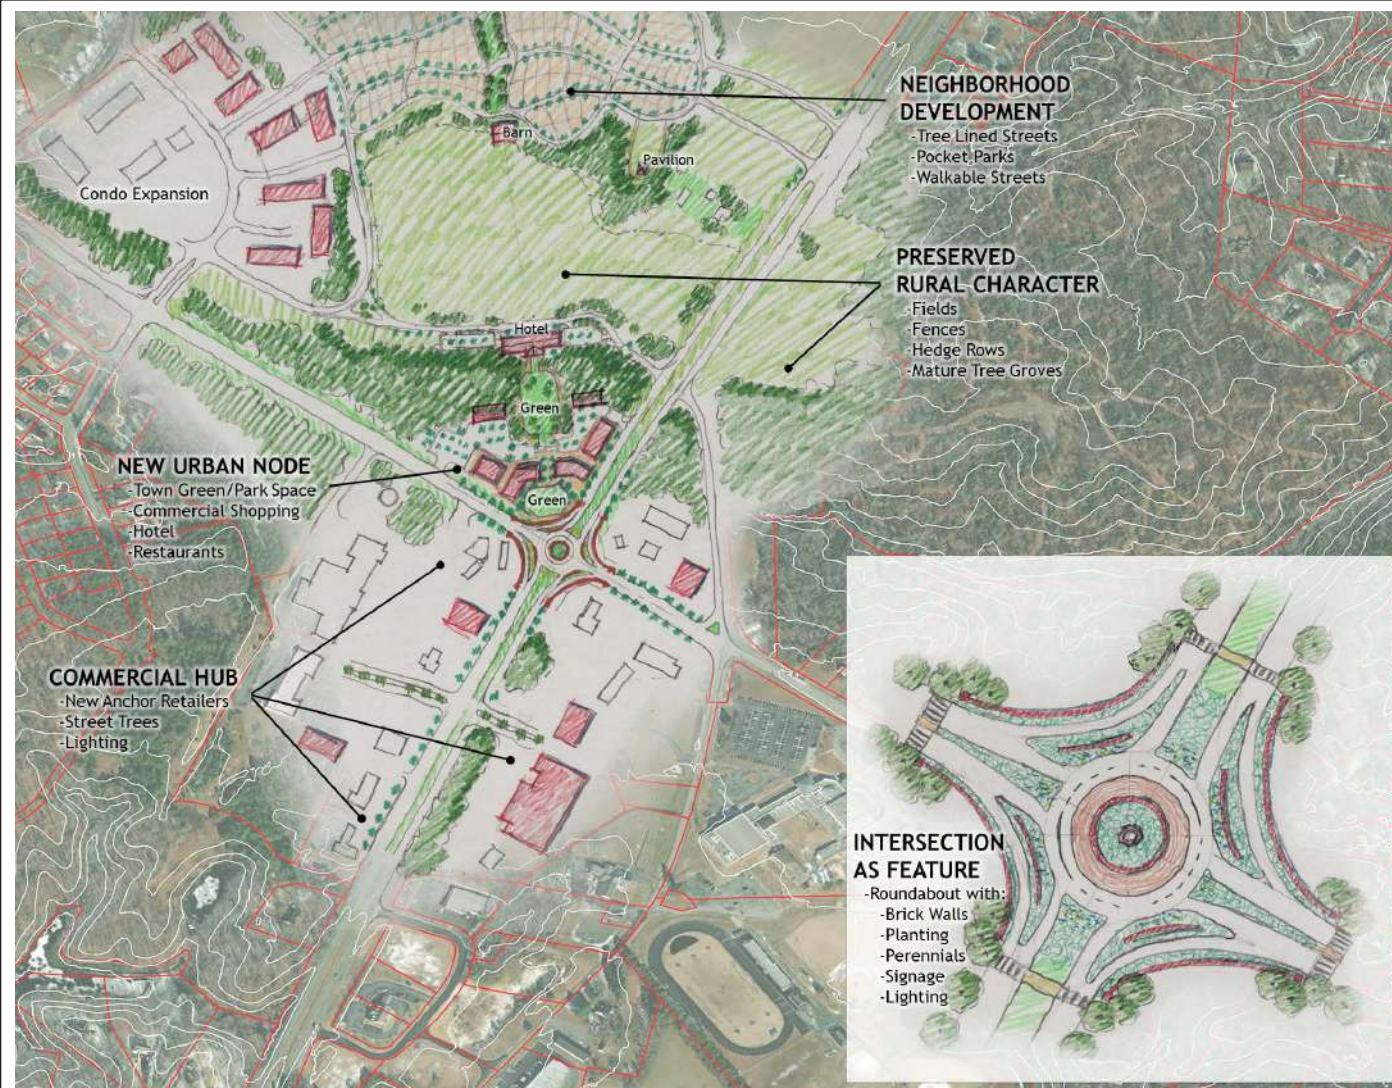 NEIGHBORHOOD
DEVELOPMENT
-Tree Lined Streets
-Pocket Parks
-Walkable Streets
Barn
Pavilion
Condo Expansion
PRESERVED
RURAL CHARACTER
-Fields
-Fences
-Hedge Rows
-Mature Tree Groves
Hotel
Green
NEW URBAN NODE
-Town Green/Park Space
-Commercial Shopping
-Hotel
-Restaurants
Green
COMMERCIAL HUB
-New Anchor Retailers
-Street Trees
-Lighting
INTERSECTION
AS FEATURE
-Roundabout with:
-Brick Walls
-Planting
-Perennials
-Signage
-Lighting